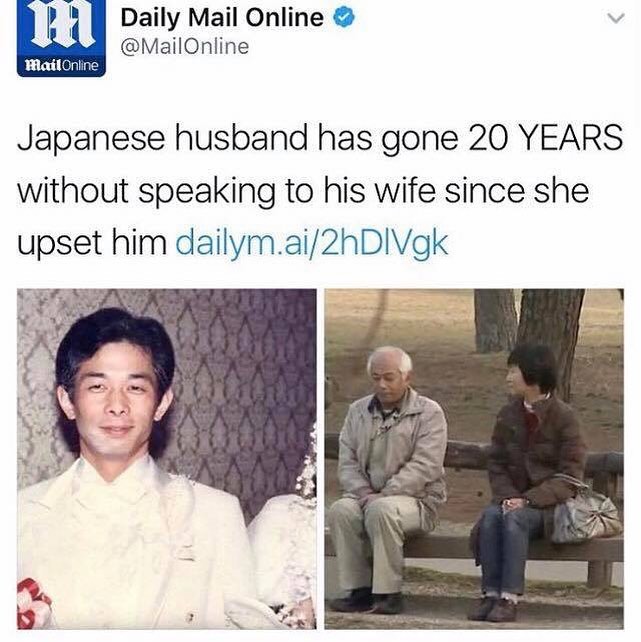 m
MailOnline
Daily Mail Online
@MailOnline
Japanese husband has gone 20 YEARS
without speaking to his wife since she
upset him dailym.ai/2hDlVgk